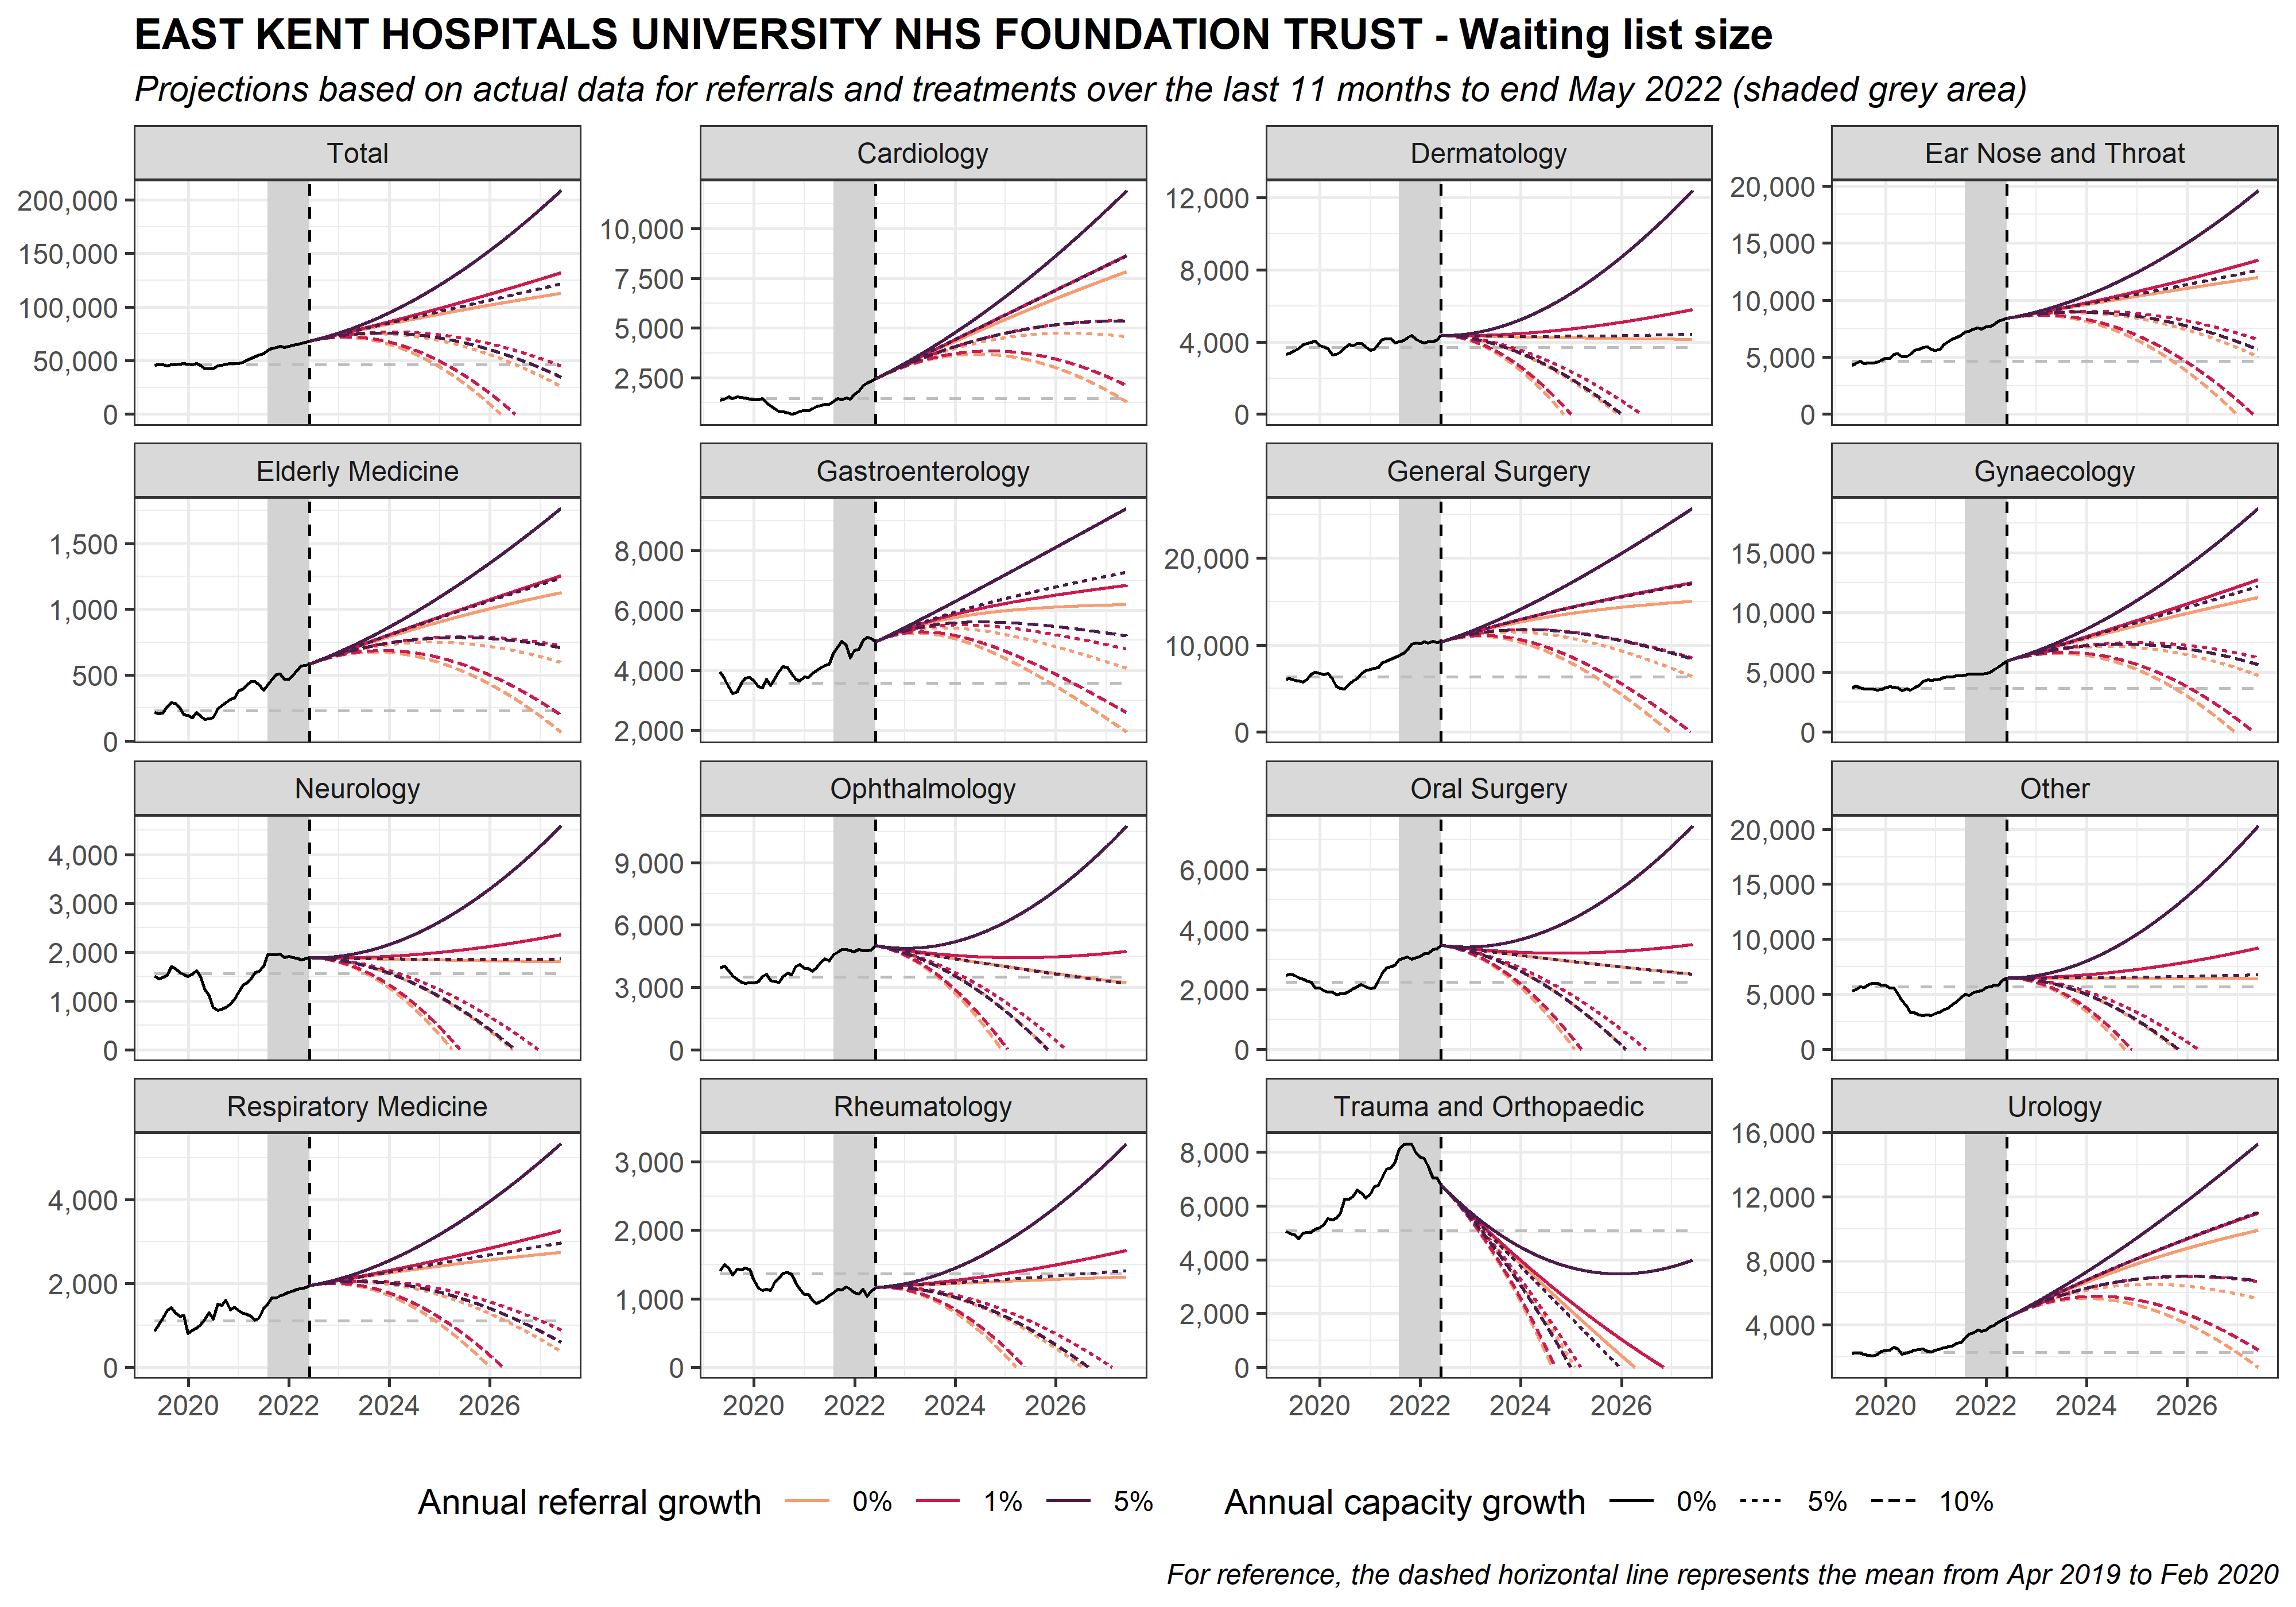 EAST KENT HOSPITALS UNIVERSITY NHS FOUNDATION TRUST - Waiting list size
Projections based on actual data for referrals and treatments over the last 11 months to end May 2022 (shaded grey area)
Total
200,000
150,000
100,000
50,000
0
Cardiology
10,000
7,500
5,000
2,500
Dermatology
12,000
8,000
4,000
0
Ear Nose and Throat
20,000
15,000
10,000
5,000
0
Elderly Medicine
1,500
1,000
500
0
Gastroenterology
8,000
6,000
4,000
2,000
General Surgery
20,000
10,000
0
Gynaecology
15,000
10,000
5,000
0
Neurology
4,000
3,000
2,000
1,000
0
Ophthalmology
9,000
6,000
3,000
0
Oral Surgery
6,000
4,000
2,000
0
Other
20,000
15,000
10,000
5,000
0
Respiratory Medicine
4,000
2,000
0
2020 2022 2024 2026
Rheumatology
3,000
2,000
1,000
0
2020 2022 2024 2026
Trauma and Orthopaedic
8,000
6,000
4,000
2,000
0
2020 2022 2024 2026
Urology
16,000
12,000
8,000
4,000
2020 2022 2024 2026
Annual referral growth 0% 1% 5% Annual capacity growth 0% 5% 10%
For reference, the dashed horizontal line represents the mean from Apr 2019 to Feb 2020